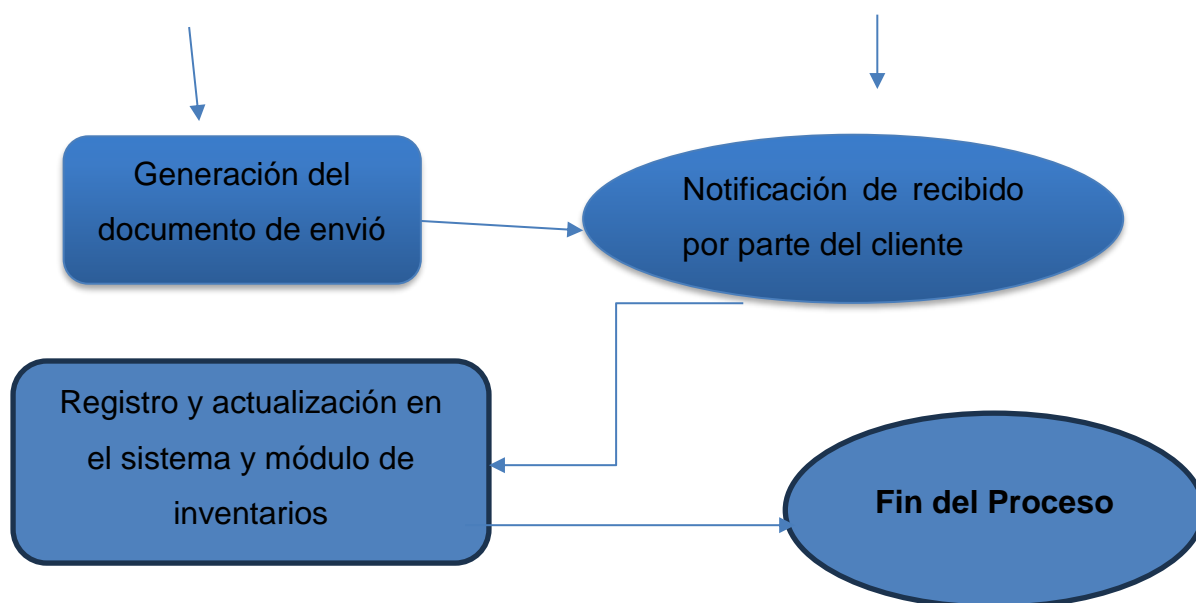 Generación del
documento de envió
Notificación de recibido
por parte del cliente
Registro y actualización en
el sistema y módulo de
inventarios
Fin del Proceso